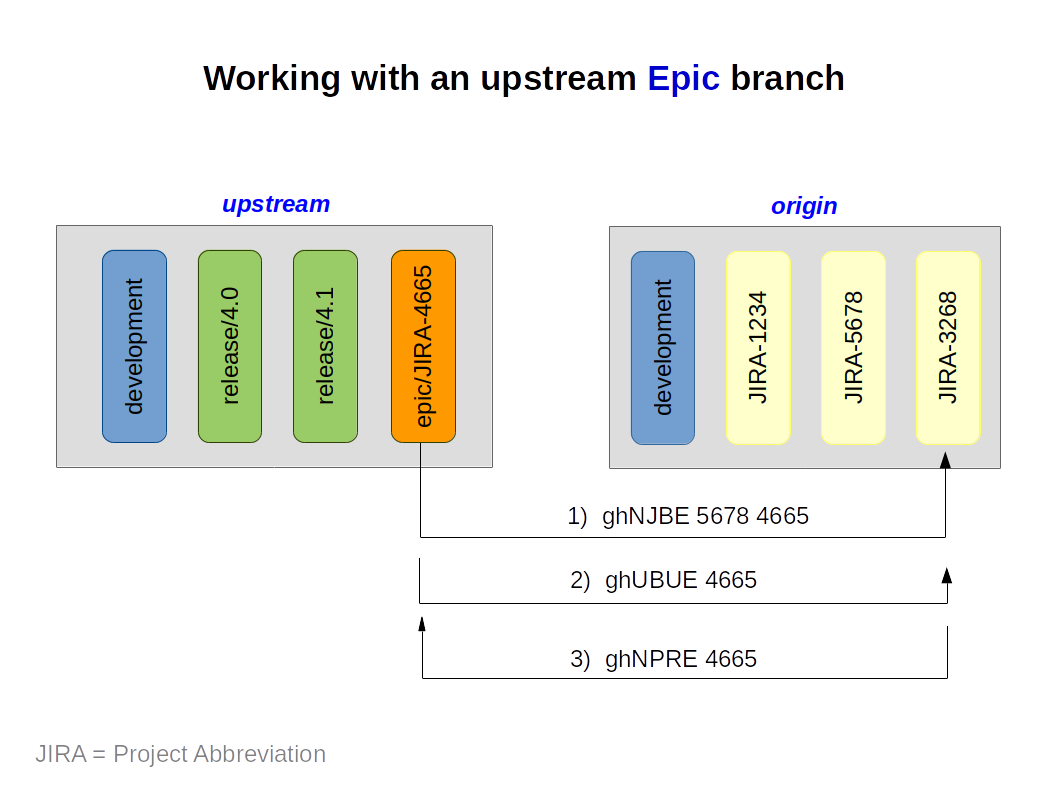 Working with an upstream Epic branch
upstream
origin
development
release/4.0
release/4.1
epic/JIRA-4665
development
JIRA-1234
JIRA-5678
JIRA-3268
1) ghNJBE 5678 4665
2) ghUBUE 4665
3) ghNPRE 4665
JIRA = Project Abbreviation